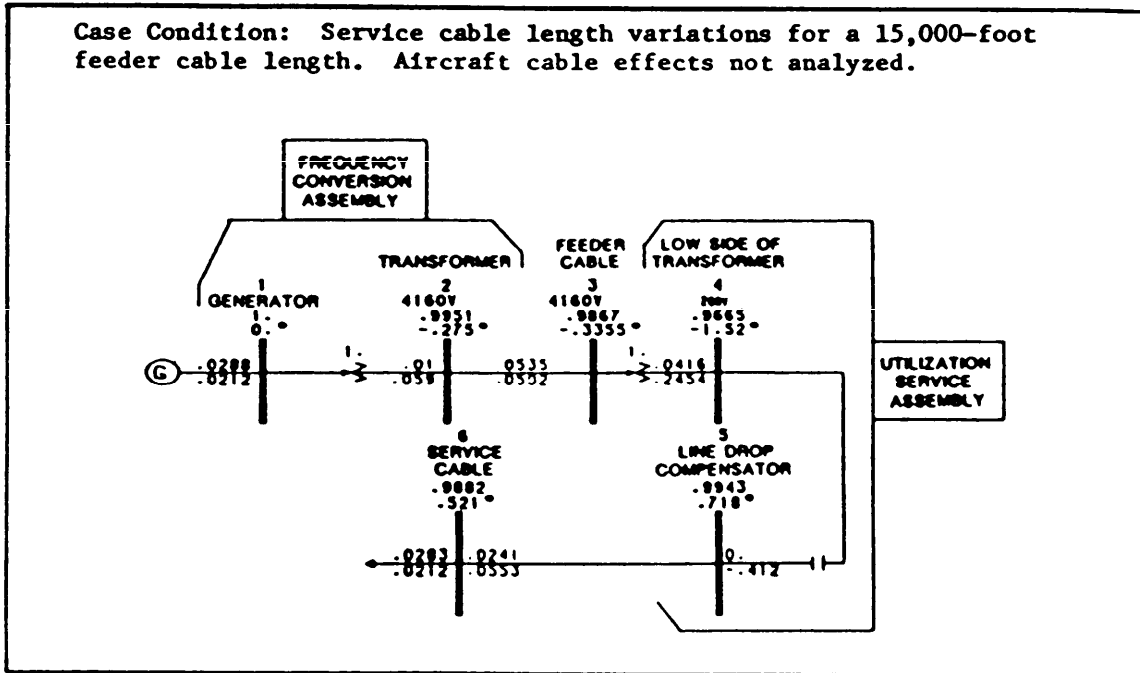 Case Condition: Service cable length variations for a 15,000-foot
feeder cable length. Aircraft cable effects not analyzed.
FREQUENCY
CONVERSION
ASSEMBLY
1
GENERATOR
1.
0.°
TRANSFORMER
2
4160V
.9951
-.275°
FEEDER
CABLE
3
4160V
.9867
-.3355°
LOW SIDE OF
TRANSFORMER
4
.9665
-1.52°
G
.0288
.0212
1.
.01
.059
.0535
.0502
1.
.0416
.2454
UTILIZATION
SERVICE
ASSEMBLY
6
SERVICE
CABLE
.9882
.521°
5
LINE DROP
COMPENSATOR
.9943
.718°
.0283
.0212
.0241
.0553
0.
-.412